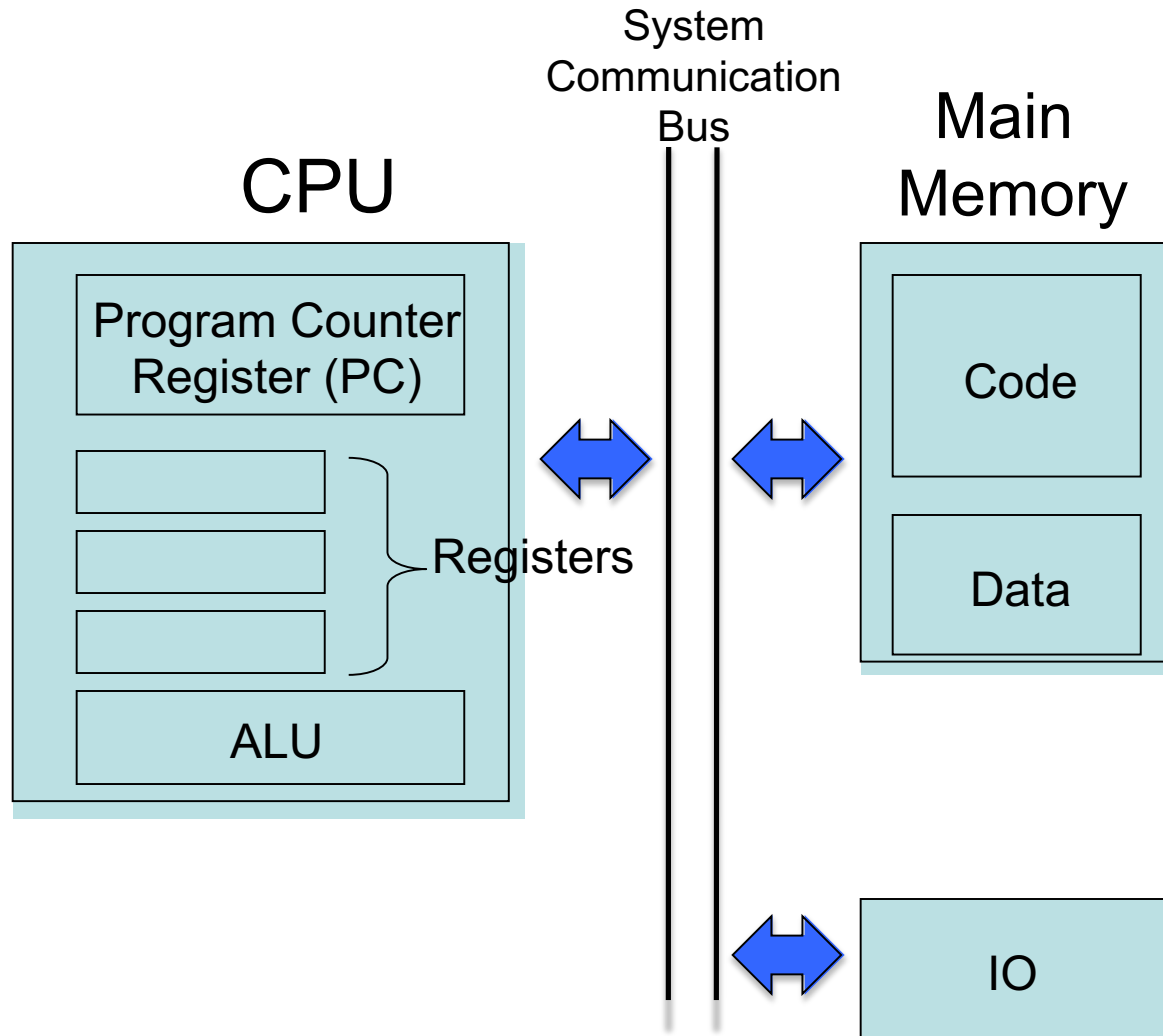 System
Communication
Bus
CPU
Main
Memory
Program Counter
Register (PC)
Registers
ALU
Code
Data
IO